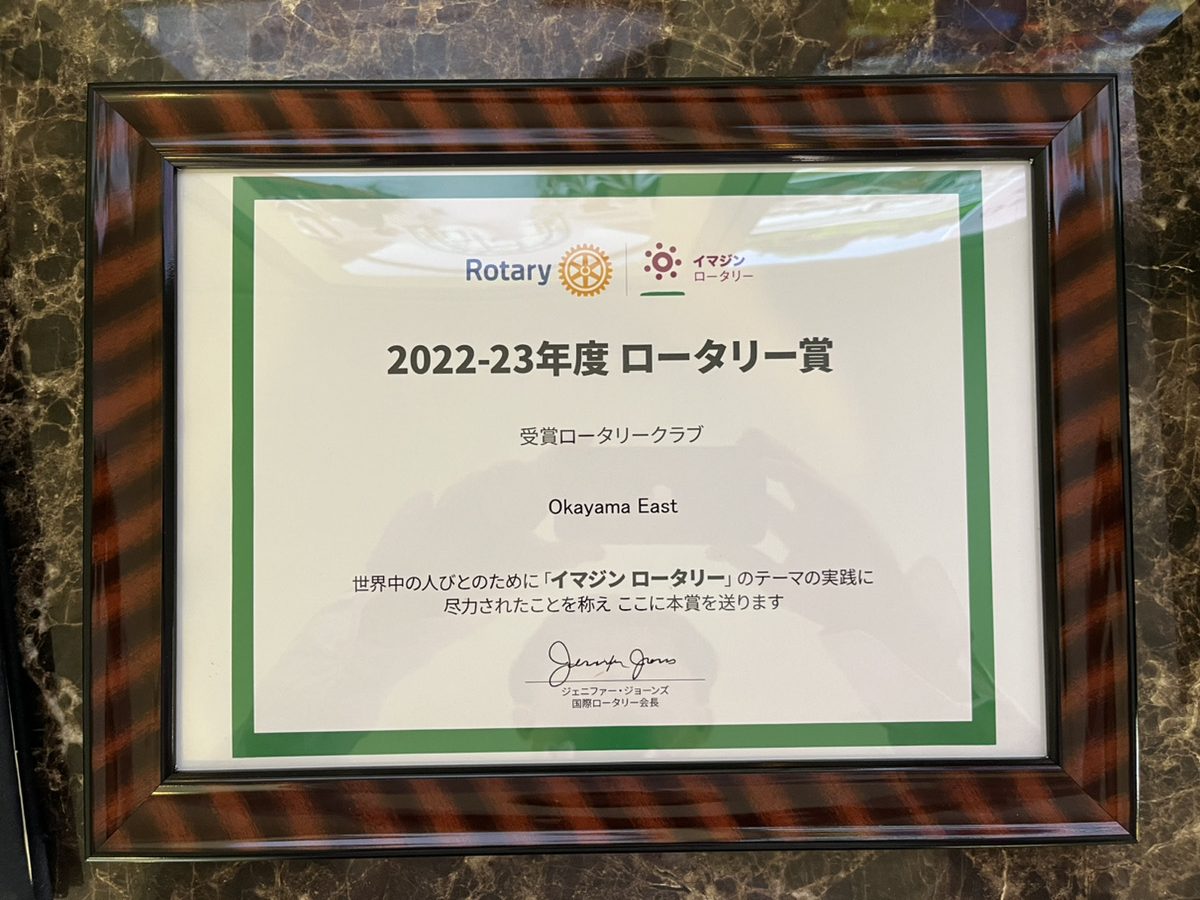 Rotary
イマジン
ロータリー
2022-23年度 ロータリー賞
受賞ロータリークラブ
Okayama East
世界中の人びとのために「イマジン ロータリー」のテーマの実践に
尽力されたことを称え ここに本賞を送ります
Jennifer Jones
ジェニファー・ジョーンズ
国際ロータリー会長